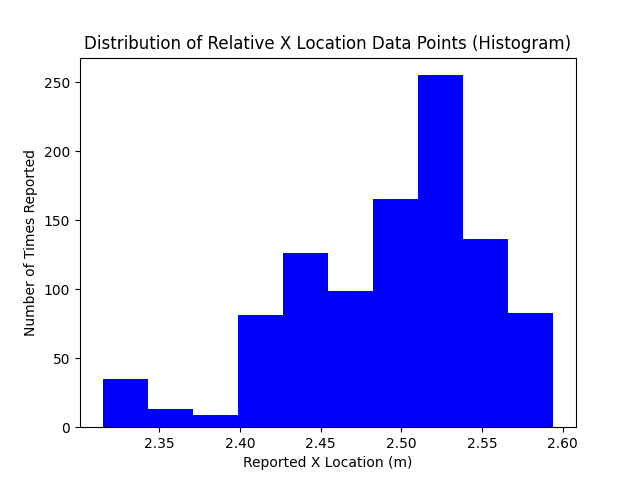 Distribution of Relative X Location Data Points (Histogram)
Number of Times Reported
250
200
150
100
50
0
2.35 2.40 2.45 2.50 2.55 2.60
Reported X Location (m)